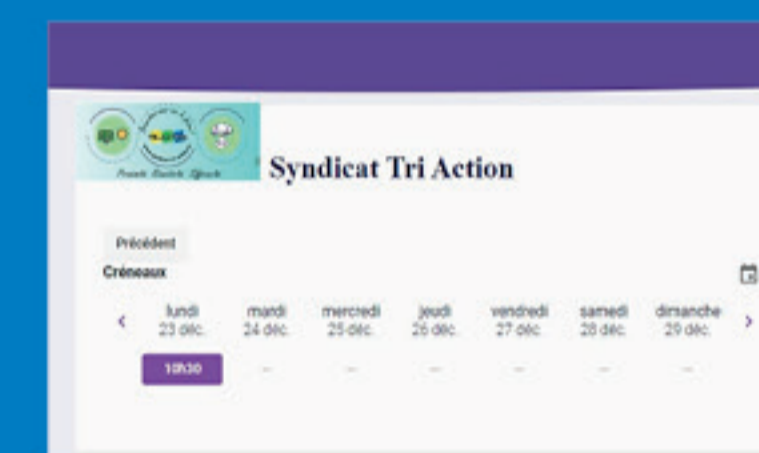 Syndicat Tri Action
Précédent
Créneaux
lundi mardi mercredi jeudi vendredi samedi dimanche
23 déc. 24 déc. 25 déc. 26 déc. 27 déc. 28 déc. 29 déc.
10h30 – – – – – –